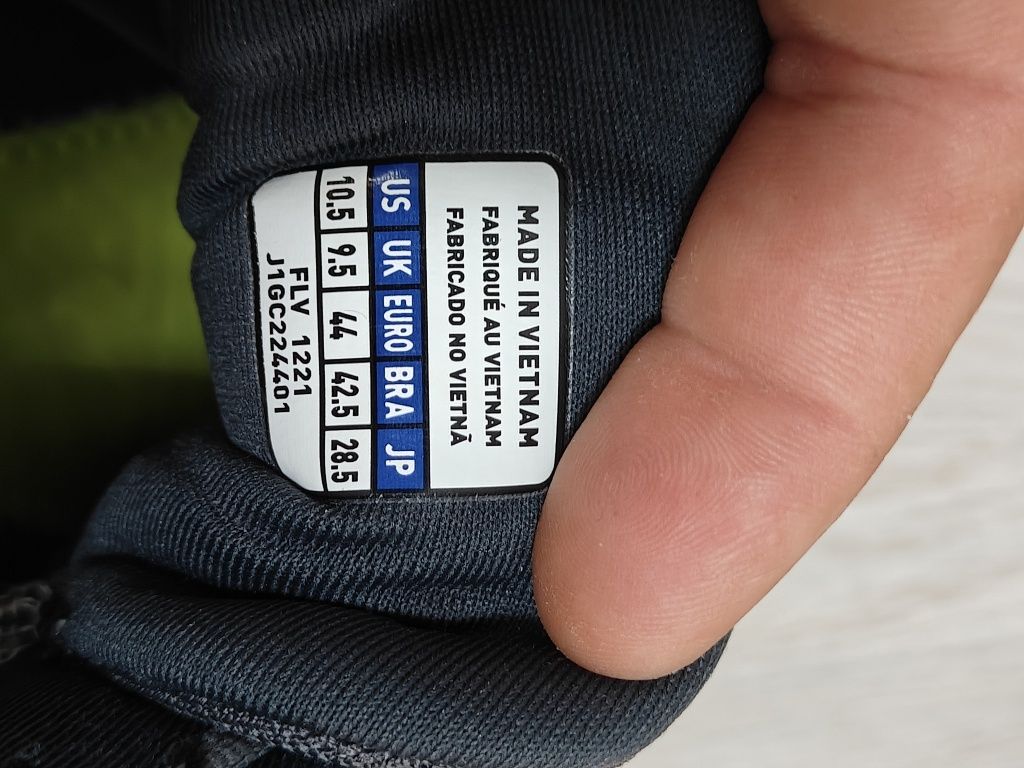 MADE IN VIETNAM
FABRIQUÉ AU VIETNAM
FABRICADO NO VIETNÃ
US UK EURO BRA JP
10.5 9.5 44 42.5 28.5
FLV 1221
J1GC224401